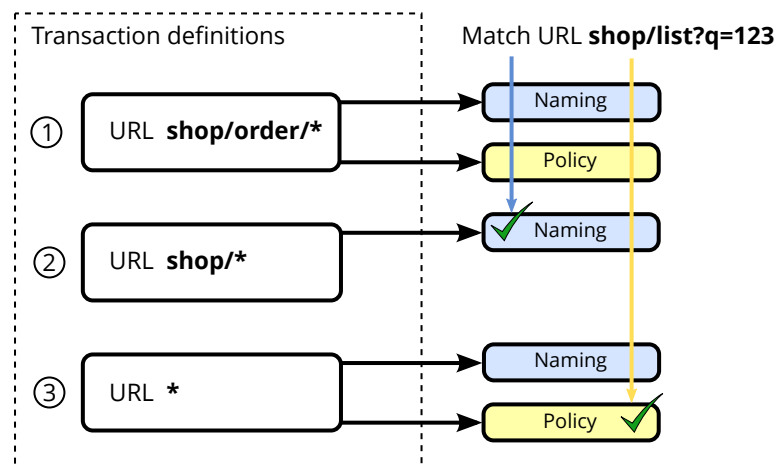 Transaction definitions
Match URL shop/list?q=123
1
URL shop/order/*
Naming
Policy
2
URL shop/*
Naming
3
URL *
Naming
Policy